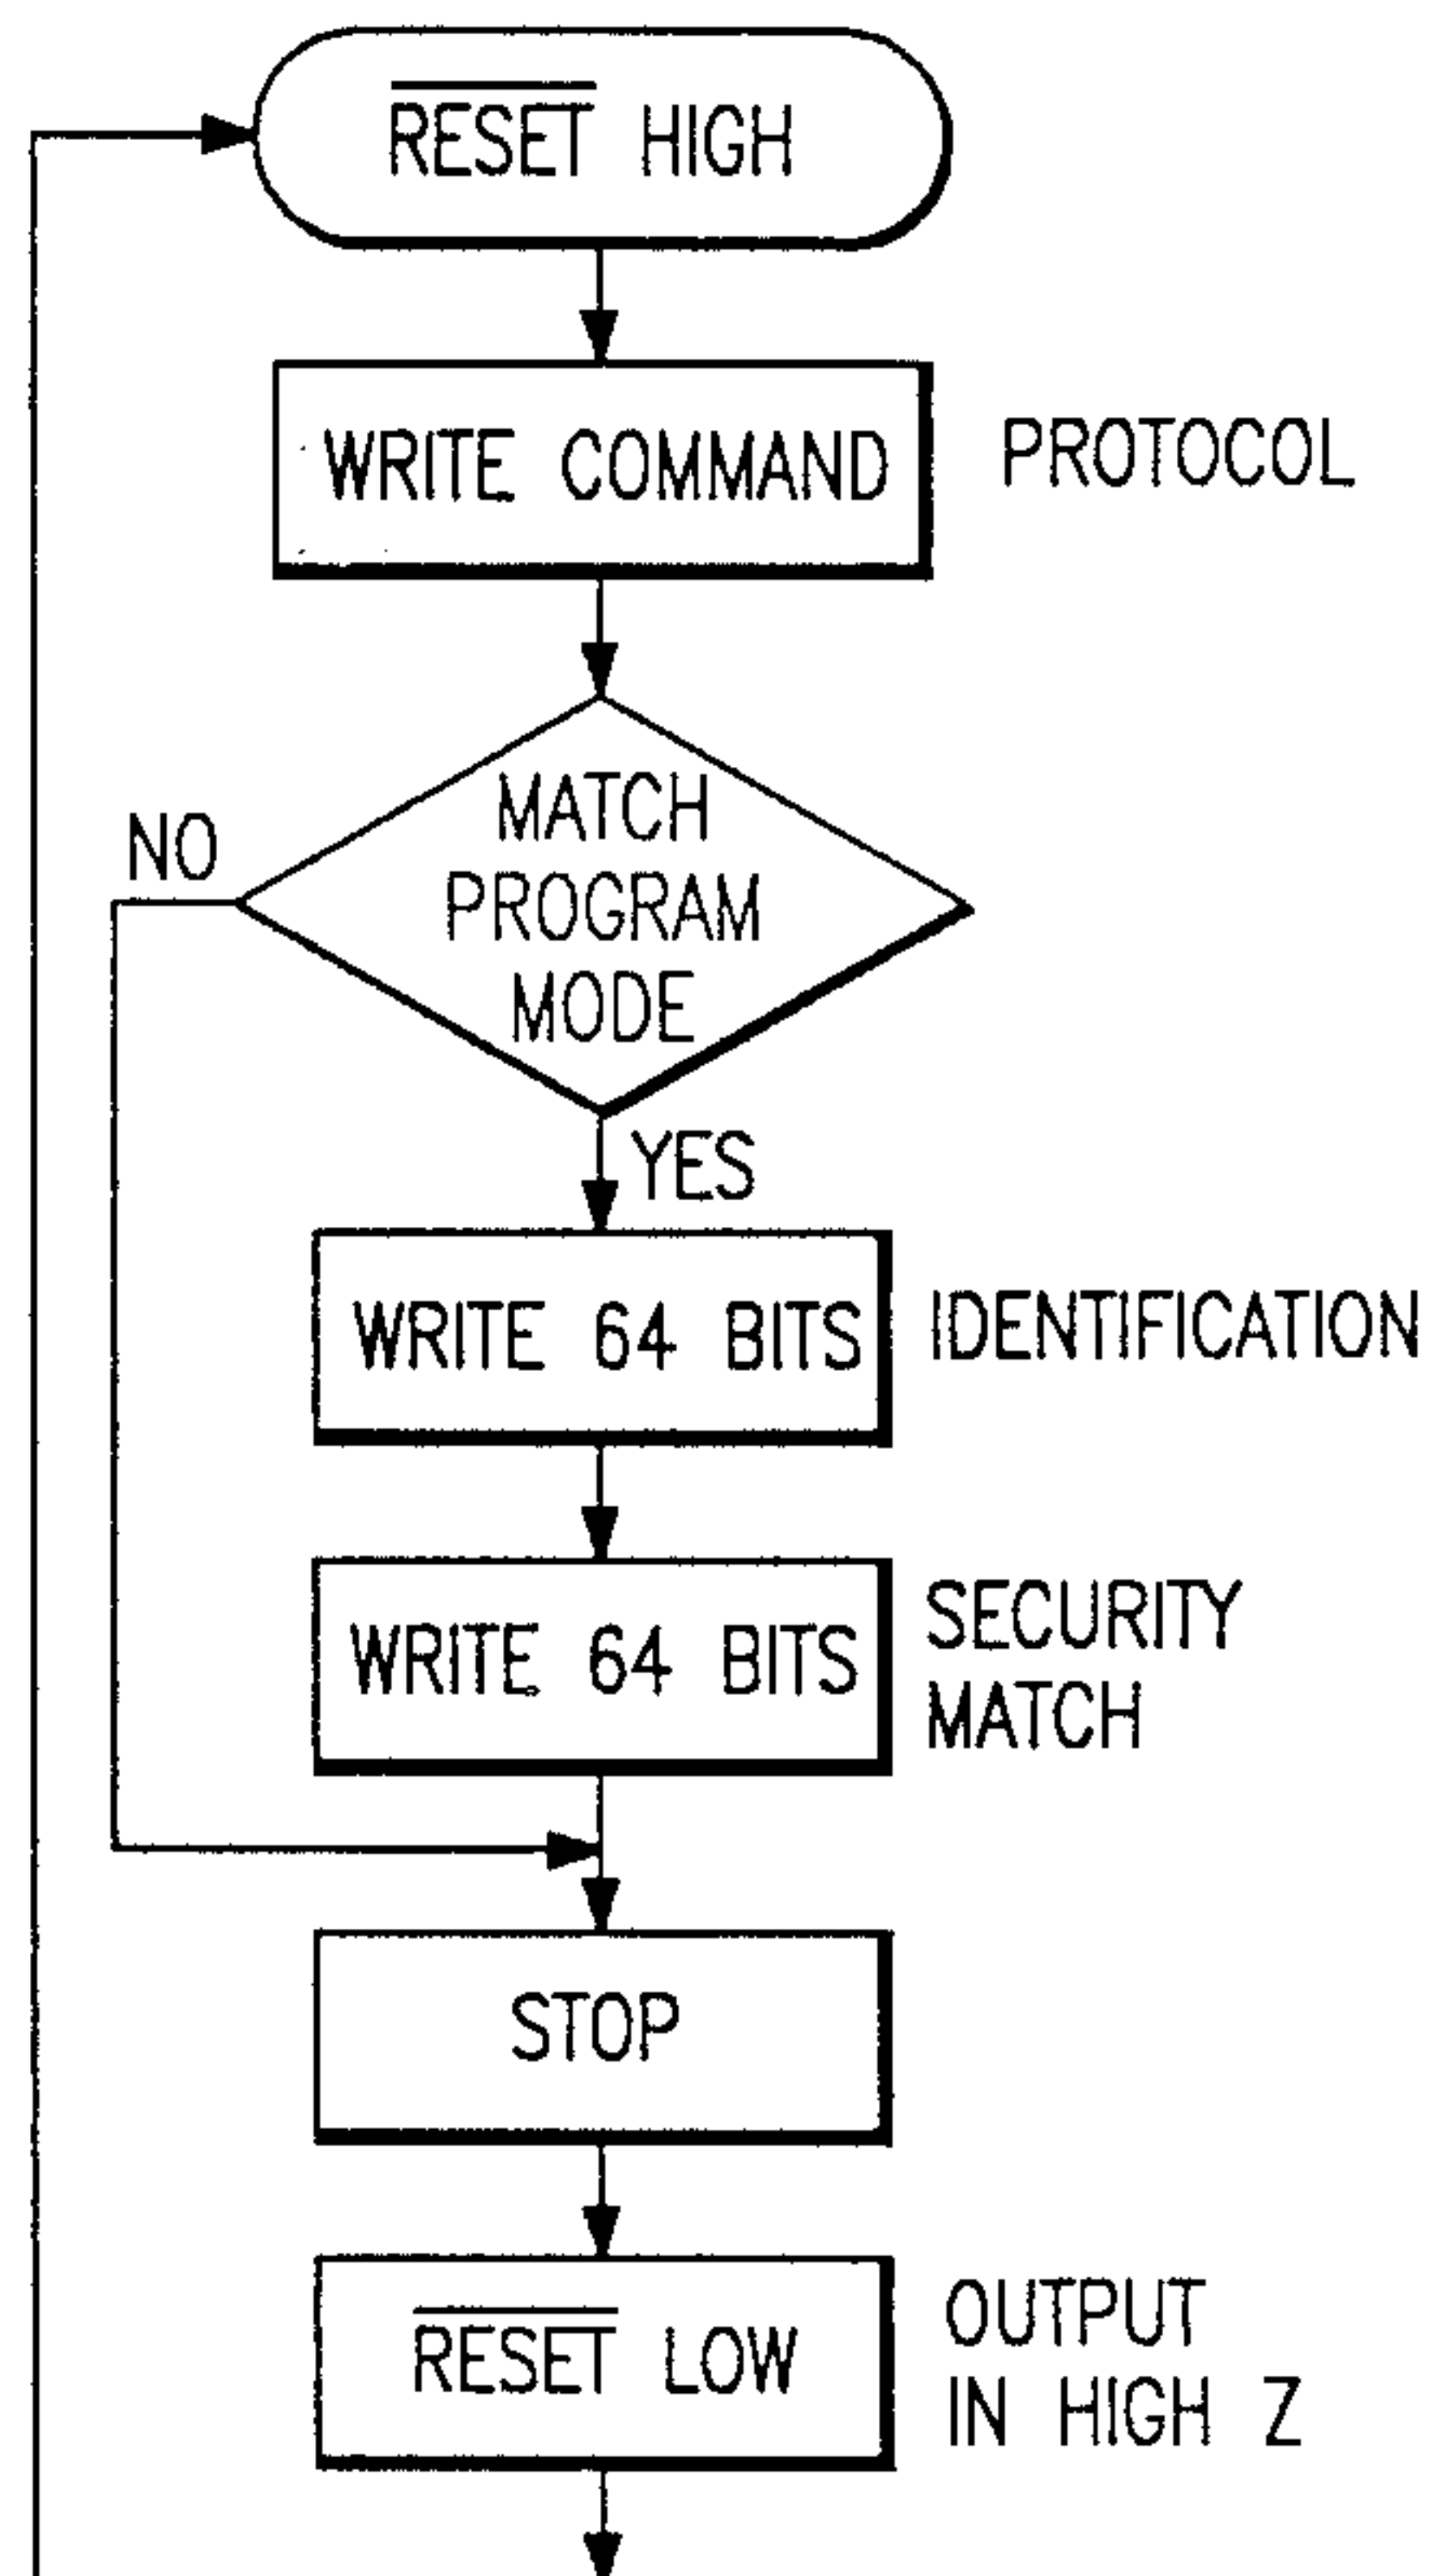 RESET HIGH
WRITE COMMAND
PROTOCOL
MATCH
PROGRAM
MODE
NO
YES
WRITE 64 BITS
IDENTIFICATION
WRITE 64 BITS
SECURITY
MATCH
STOP
RESET LOW
OUTPUT
IN HIGH Z